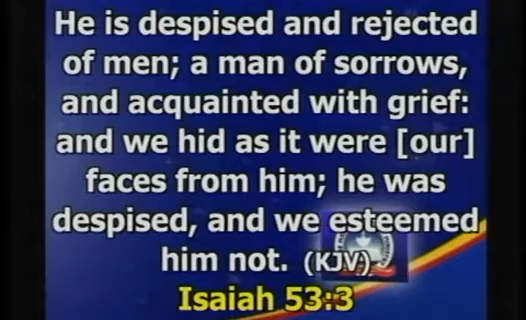 He is despised and rejected
of men; a man of sorrows,
and acquainted with grief:
and we hid as it were [our]
faces from him; he was
despised, and we esteemed
him not. (KJV)
Isaiah 53:3